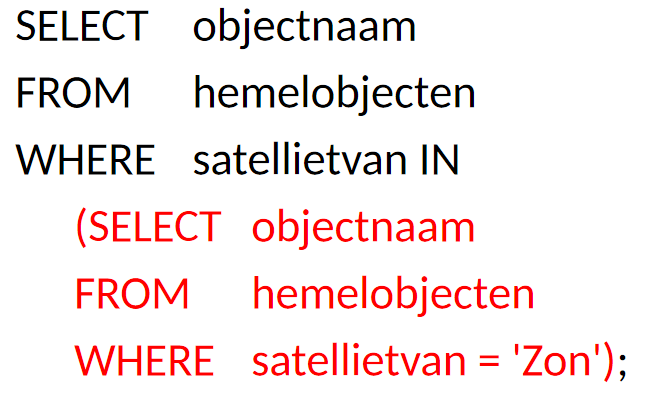 SELECT objectnaam
FROM hemelobjecten
WHERE satellietvan IN
(SELECT objectnaam
FROM hemelobjecten
WHERE satellietvan = 'Zon');